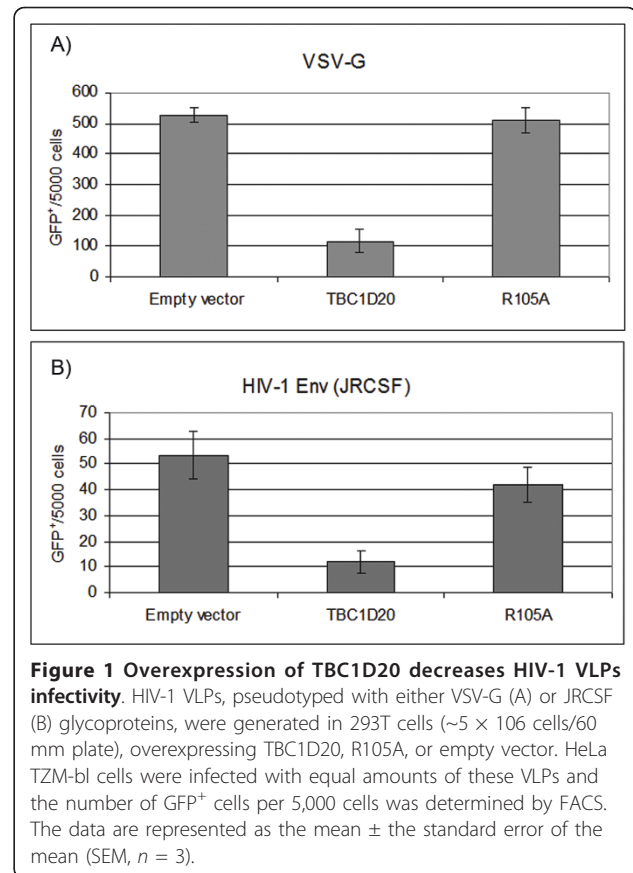 A)
VSV-G
GFP⁺/5000 cells
600
500
400
300
200
100
0
Empty vector TBC1D20 R105A
B)
HIV-1 Env (JRCSF)
GFP⁺/5000 cells
70
60
50
40
30
20
10
0
Empty vector TBC1D20 R105A
Figure 1 Overexpression of TBC1D20 decreases HIV-1 VLPs
infectivity. HIV-1 VLPs, pseudotyped with either VSV-G (A) or JRCSF
(B) glycoproteins, were generated in 293T cells (~5 × 106 cells/60
mm plate), overexpressing TBC1D20, R105A, or empty vector. HeLa
TZM-bl cells were infected with equal amounts of these VLPs and
the number of GFP⁺ cells per 5,000 cells was determined by FACS.
The data are represented as the mean ± the standard error of the
mean (SEM, n = 3).